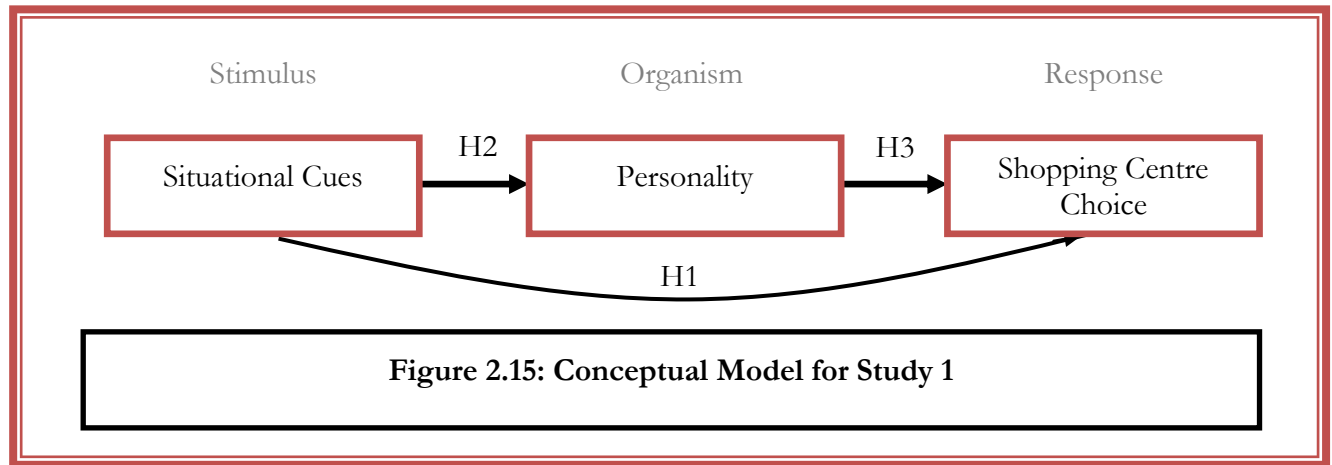 Stimulus
Organism
Response
Situational Cues
H2
Personality
H3
Shopping Centre
Choice
H1
Figure 2.15: Conceptual Model for Study 1